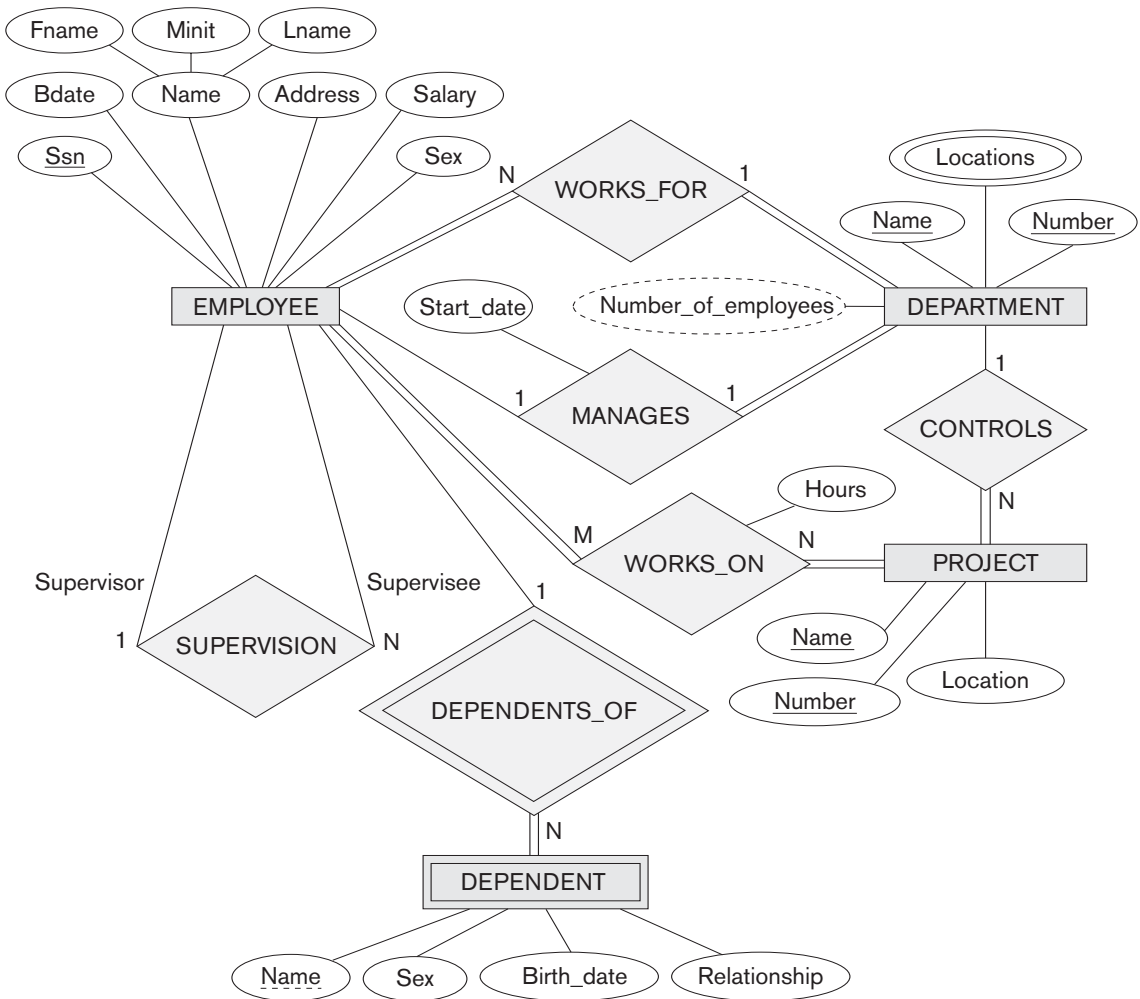 Fname
Minit
Lname
Bdate
Name
Address
Salary
Ssn
Sex
N
WORKS_FOR
1
Locations
Name
Number
EMPLOYEE
Start_date
Number_of_employees
DEPARTMENT
1
MANAGES
1
1
CONTROLS
N
Hours
M
WORKS_ON
N
PROJECT
Supervisor
Supervisee
1
SUPERVISION
N
1
Name
Number
Location
DEPENDENTS_OF
N
DEPENDENT
Name
Sex
Birth_date
Relationship